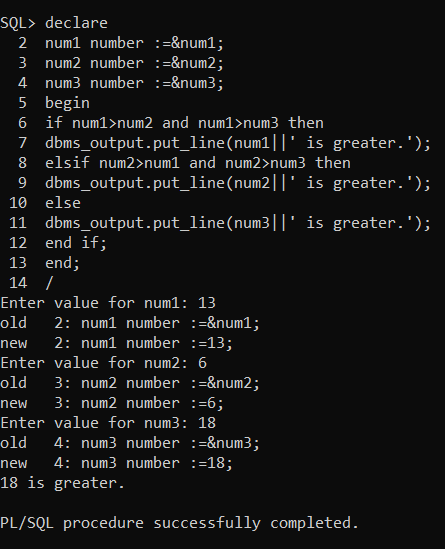 SQL> declare
  2  num1 number :=&num1;
  3  num2 number :=&num2;
  4  num3 number :=&num3;
  5  begin
  6  if num1>num2 and num1>num3 then
  7  dbms_output.put_line(num1||' is greater.');
  8  elsif num2>num1 and num2>num3 then
  9  dbms_output.put_line(num2||' is greater.');
 10  else
 11  dbms_output.put_line(num3||' is greater.');
 12  end if;
 13  end;
 14  /
Enter value for num1: 13
old   2: num1 number :=&num1;
new   2: num1 number :=13;
Enter value for num2: 6
old   3: num2 number :=&num2;
new   3: num2 number :=6;
Enter value for num3: 18
old   4: num3 number :=&num3;
new   4: num3 number :=18;
18 is greater.

PL/SQL procedure successfully completed.